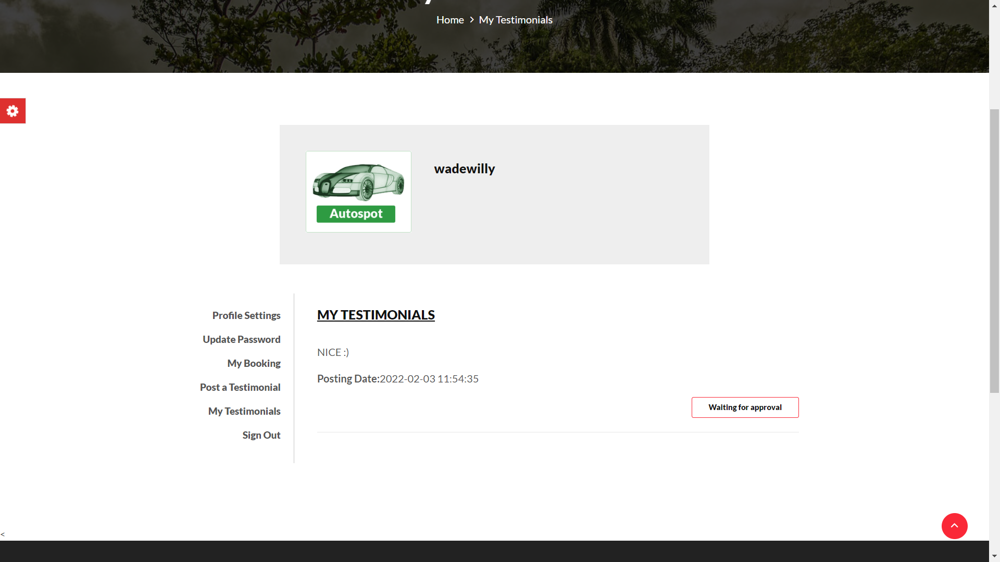 Home > My Testimonials
wadewilly
Autospot
Profile Settings
Update Password
My Booking
Post a Testimonial
My Testimonials
Sign Out
MY TESTIMONIALS
NICE :)
Posting Date:2022-02-03 11:54:35
Waiting for approval
<